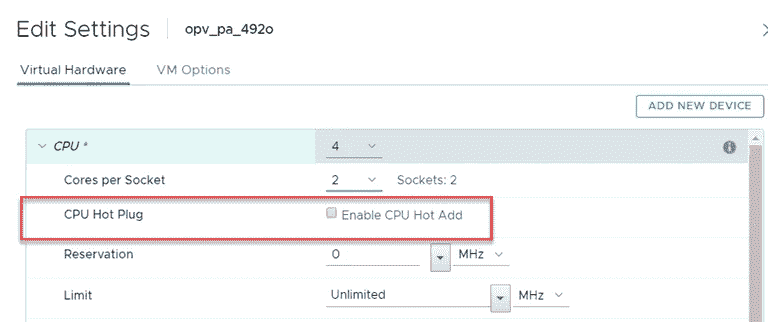 Edit Settings opv_pa_492o
Virtual Hardware VM Options
ADD NEW DEVICE
CPU * 4
Cores per Socket 2 Sockets: 2
CPU Hot Plug Enable CPU Hot Add
Reservation 0 MHz
Limit Unlimited MHz